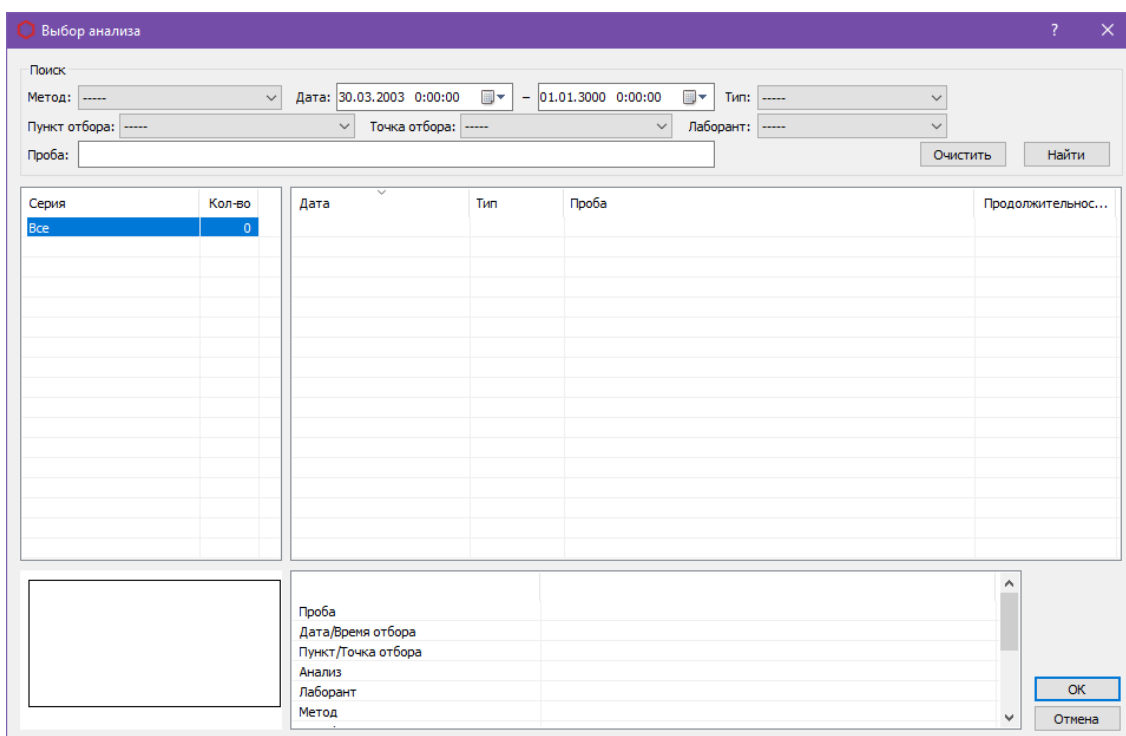 Выбор анализа
Поиск
Метод: ----- Дата: 30.03.2003 0:00:00 – 01.01.3000 0:00:00 Тип: -----
Пункт отбора: ----- Точка отбора: ----- Лаборант: -----
Проба: Очистить Найти
Серия Кол-во Дата Тип Проба Продолжительнос...
Все 0
Проба
Дата/Время отбора
Пункт/Точка отбора
Анализ
Лаборант
Метод
ОК
Отмена